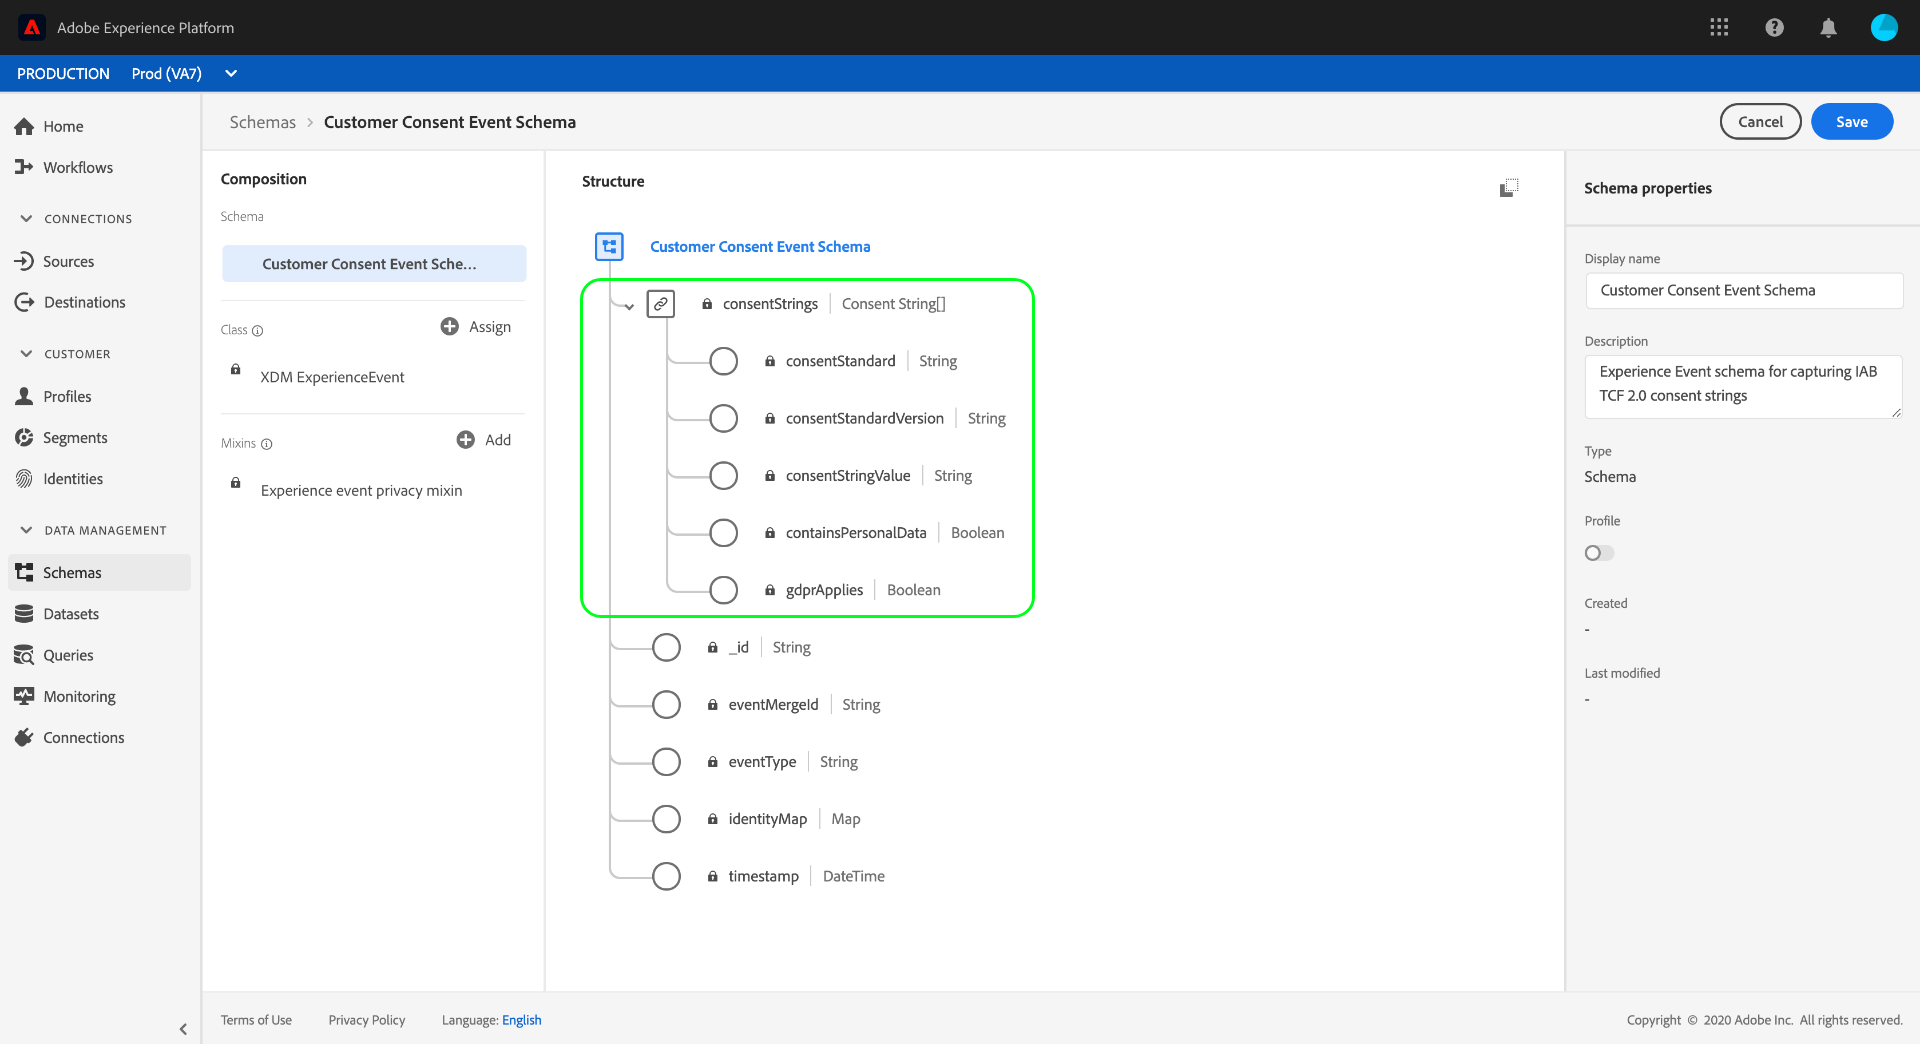 Adobe Experience Platform
PRODUCTION Prod (VA7)
Home
Workflows
CONNECTIONS
Sources
Destinations
CUSTOMER
Profiles
Segments
Identities
DATA MANAGEMENT
Schemas
Datasets
Queries
Monitoring
Connections
Schemas > Customer Consent Event Schema
Cancel
Save
Composition
Schema
Customer Consent Event Sche...
Class
Assign
XDM ExperienceEvent
Mixins
Add
Experience event privacy mixin
Structure
Customer Consent Event Schema
consentStrings | Consent String[]
consentStandard | String
consentStandardVersion | String
consentStringValue | String
containsPersonalData | Boolean
gdprApplies | Boolean
_id | String
eventMergeId | String
eventType | String
identityMap | Map
timestamp | DateTime
Schema properties
Display name
Customer Consent Event Schema
Description
Experience Event schema for capturing IAB
TCF 2.0 consent strings
Type
Schema
Profile
Created
-
Last modified
-
Terms of Use Privacy Policy Language: English
Copyright © 2020 Adobe Inc. All rights reserved.